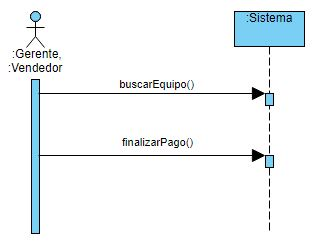 :Sistema
:Gerente,
:Vendedor
buscarEquipo()
finalizarPago()